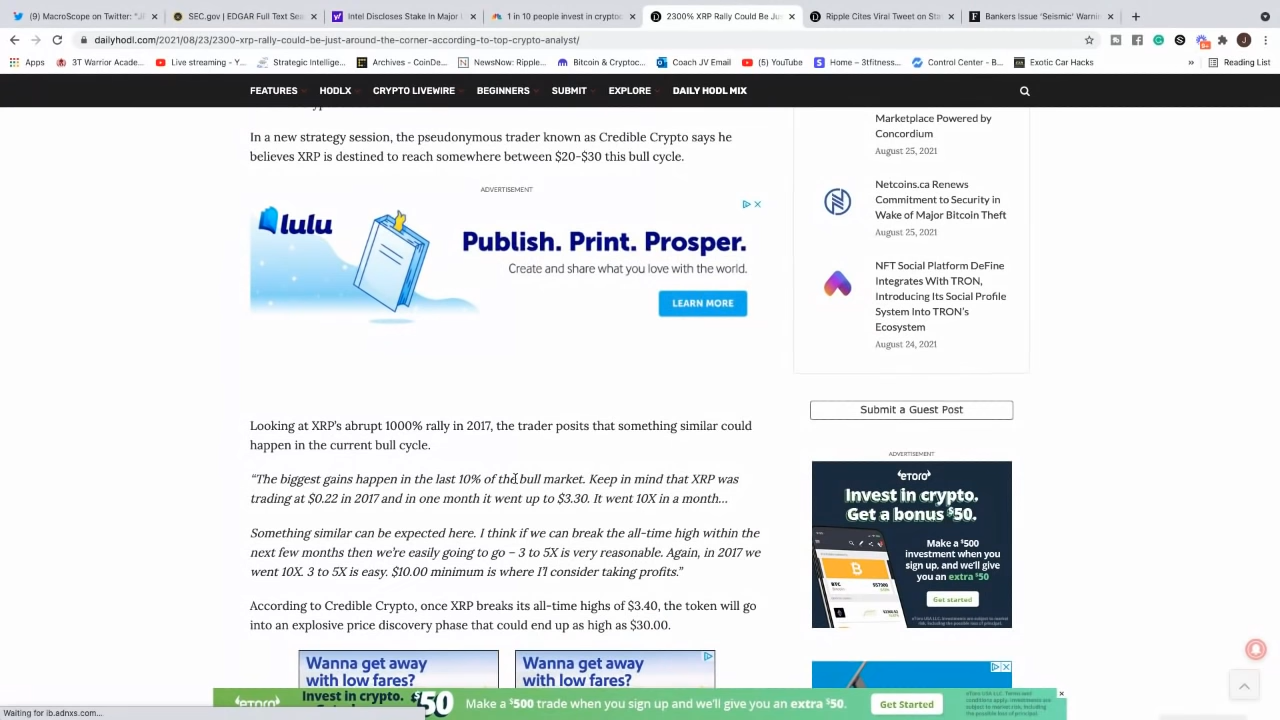 (9) MacroScope on Twitter: "JF
SEC.gov | EDGAR Full Text Sea
Intel Discloses Stake In Major U
1 in 10 people invest in cryptoc
2300% XRP Rally Could Be Jus
Ripple Cites Viral Tweet on Sta
Bankers Issue 'Seismic' Warnin
dailyhodl.com/2021/08/23/2300-xrp-rally-could-be-just-around-the-corner-according-to-top-crypto-analyst/
Apps
3T Warrior Acade...
Live streaming - Y...
Strategic Intellige...
Archives - CoinDe...
NewsNow: Ripple...
Bitcoin & Cryptoc...
Coach JV Email
(5) YouTube
Home – 3tfitness...
Control Center - B...
Exotic Car Hacks
»
Reading List
FEATURES
HODLX
CRYPTO LIVEWIRE
BEGINNERS
SUBMIT
EXPLORE
DAILY HODL MIX
In a new strategy session, the pseudonymous trader known as Credible Crypto says he
believes XRP is destined to reach somewhere between $20-$30 this bull cycle.
ADVERTISEMENT
lulu
Publish. Print. Prosper.
Create and share what you love with the world.
LEARN MORE
Looking at XRP's abrupt 1000% rally in 2017, the trader posits that something similar could
happen in the current bull cycle.
“The biggest gains happen in the last 10% of the bull market. Keep in mind that XRP was
trading at $0.22 in 2017 and in one month it went up to $3.30. It went 10X in a month…
Something similar can be expected here. I think if we can break the all-time high within the
next few months then we're easily going to go – 3 to 5X is very reasonable. Again, in 2017 we
went 10X. 3 to 5X is easy. $10.00 minimum is where I'l consider taking profits.”
According to Credible Crypto, once XRP breaks its all-time highs of $3.40, the token will go
into an explosive price discovery phase that could end up as high as $30.00.
Wanna get away
with low fares?
Wanna get away
with low fares?
Marketplace Powered by
Concordium
August 25, 2021
Netcoins.ca Renews
Commitment to Security in
Wake of Major Bitcoin Theft
August 25, 2021
NFT Social Platform DeFine
Integrates With TRON,
Introducing Its Social Profile
System Into TRON's
Ecosystem
August 24, 2021
Submit a Guest Post
ADVERTISEMENT
etoro
Invest in crypto.
Get a bonus $50.
Make a $500
investment when you
sign up, and we'll give
you an extra $50
Get started
etoro
Invest in crypto.
$50
Make a $500 trade when you sign up and we'll give you an extra $50.
Get Started
Waiting for ib.adnxs.com...